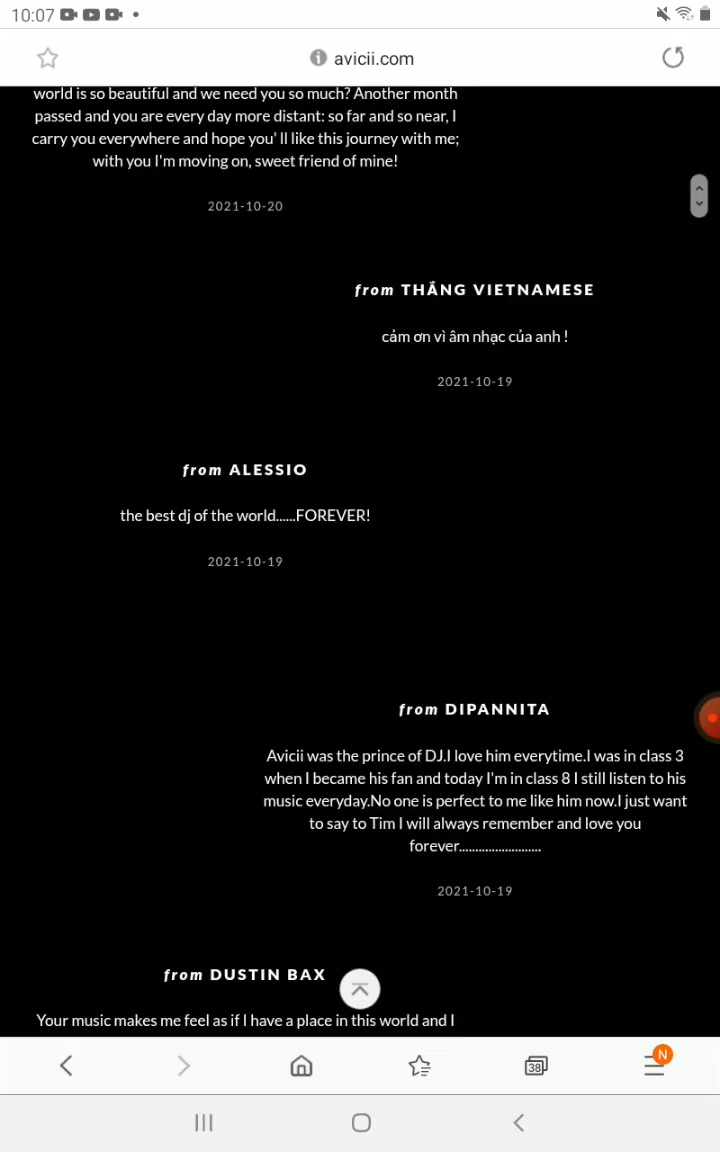 10:07
avicii.com
world is so beautiful and we need you so much? Another month
passed and you are every day more distant: so far and so near, I
carry you everywhere and hope you' ll like this journey with me;
with you I'm moving on, sweet friend of mine!
2021-10-20
from THẮNG VIETNAMESE
cảm ơn vì âm nhạc của anh !
2021-10-19
from ALESSIO
the best dj of the world......FOREVER!
2021-10-19
from DIPANNITA
Avicii was the prince of DJ.I love him everytime.I was in class 3
when I became his fan and today I'm in class 8 I still listen to his
music everyday.No one is perfect to me like him now.I just want
to say to Tim I will always remember and love you
forever.........................
2021-10-19
from DUSTIN BAX
Your music makes me feel as if I have a place in this world and I
38
N